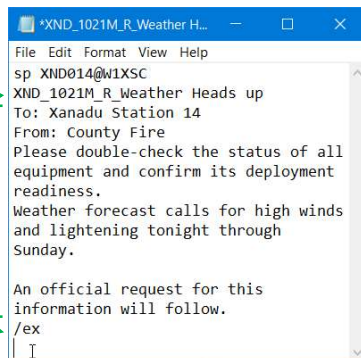 *XND_1021M_R_Weather H...
File Edit Format View Help
sp XND014@W1XSC
XND_1021M_R_Weather Heads up
To: Xanadu Station 14
From: County Fire
Please double-check the status of all
equipment and confirm its deployment
readiness.
Weather forecast calls for high winds
and lightening tonight through
Sunday.
An official request for this
information will follow.
/ex